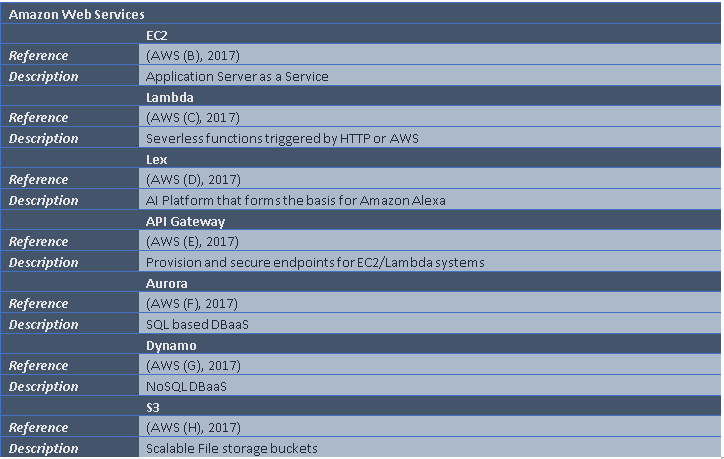 Amazon Web Services
EC2
Reference (AWS (B), 2017)
Description Application Server as a Service
Lambda
Reference (AWS (C), 2017)
Description Severless functions triggered by HTTP or AWS
Lex
Reference (AWS (D), 2017)
Description AI Platform that forms the basis for Amazon Alexa
API Gateway
Reference (AWS (E), 2017)
Description Provision and secure endpoints for EC2/Lambda systems
Aurora
Reference (AWS (F), 2017)
Description SQL based DBaaS
Dynamo
Reference (AWS (G), 2017)
Description NoSQL DBaaS
S3
Reference (AWS (H), 2017)
Description Scalable File storage buckets